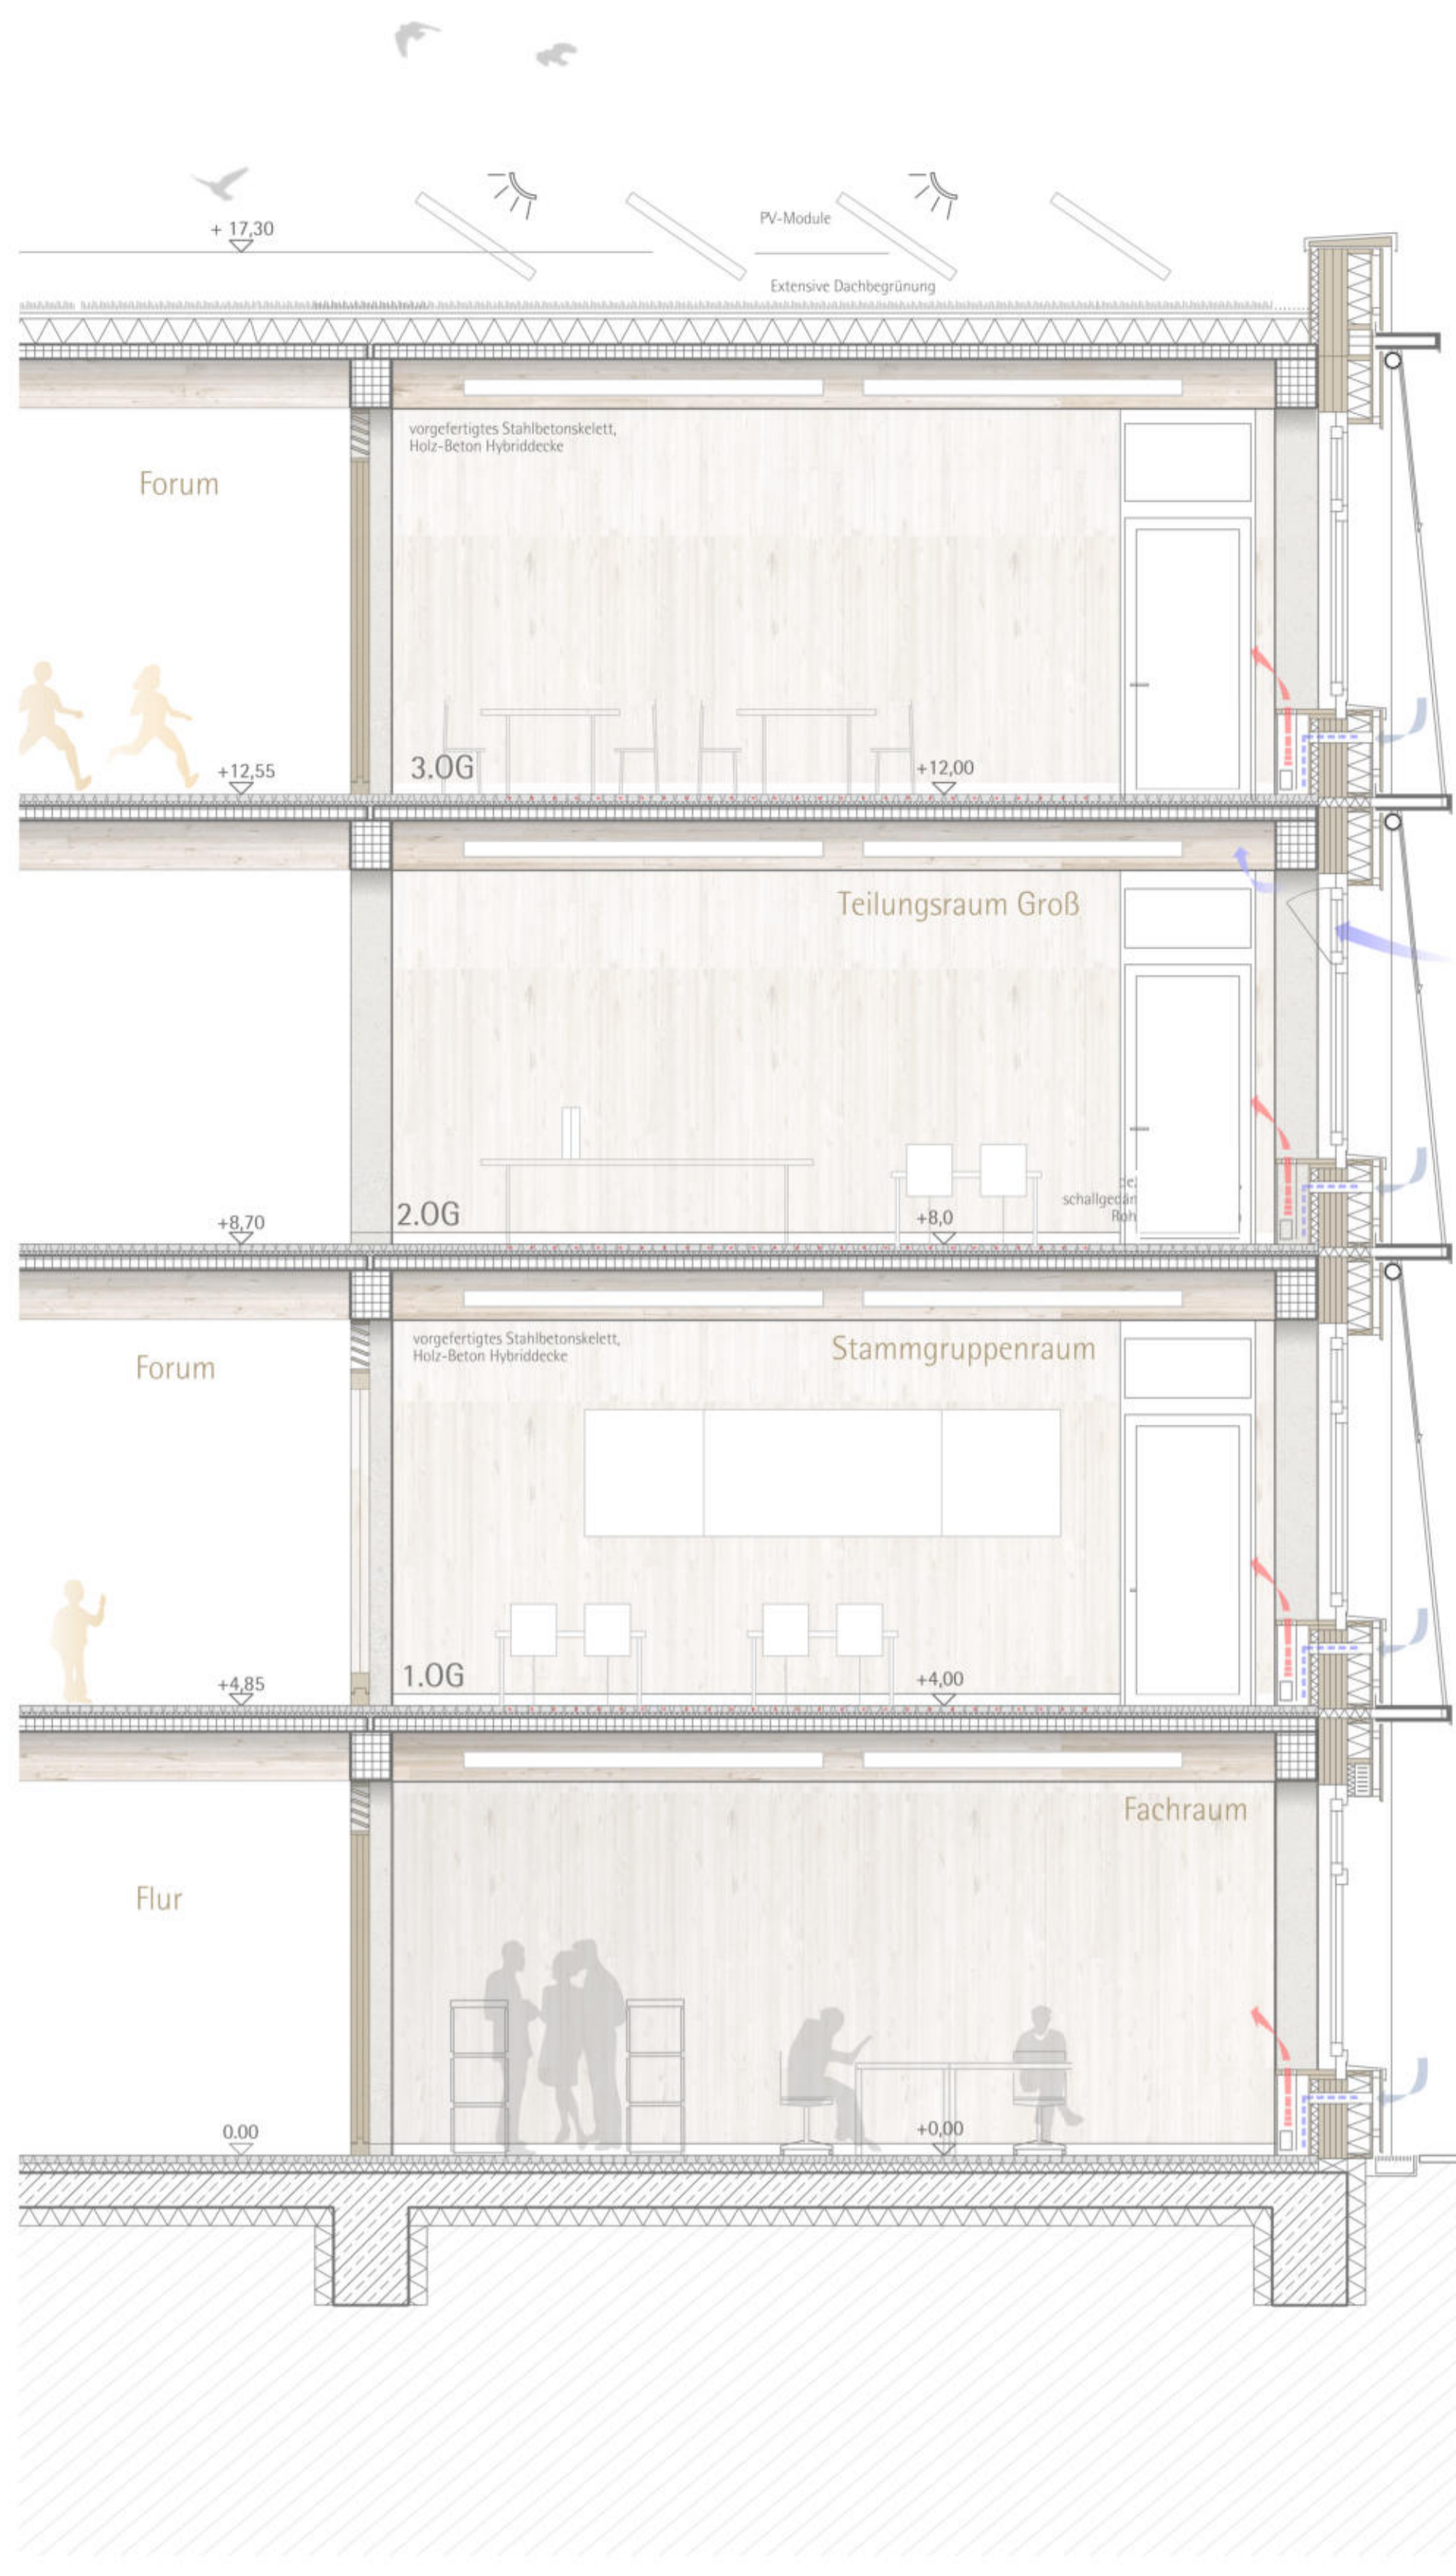 + 17,30
PV-Module
Extensive Dachbegrünung
vorgefertigtes Stahlbetonskelett,
Holz-Beton Hybriddecke
Forum
3.OG
+12,55
+12,00
Teilungsraum Groß
2.OG
+8,70
+8,0
vorgefertigtes Stahlbetonskelett,
Holz-Beton Hybriddecke
Stammgruppenraum
Forum
1.OG
+4,85
+4,00
Fachraum
Flur
0.00
+0,00